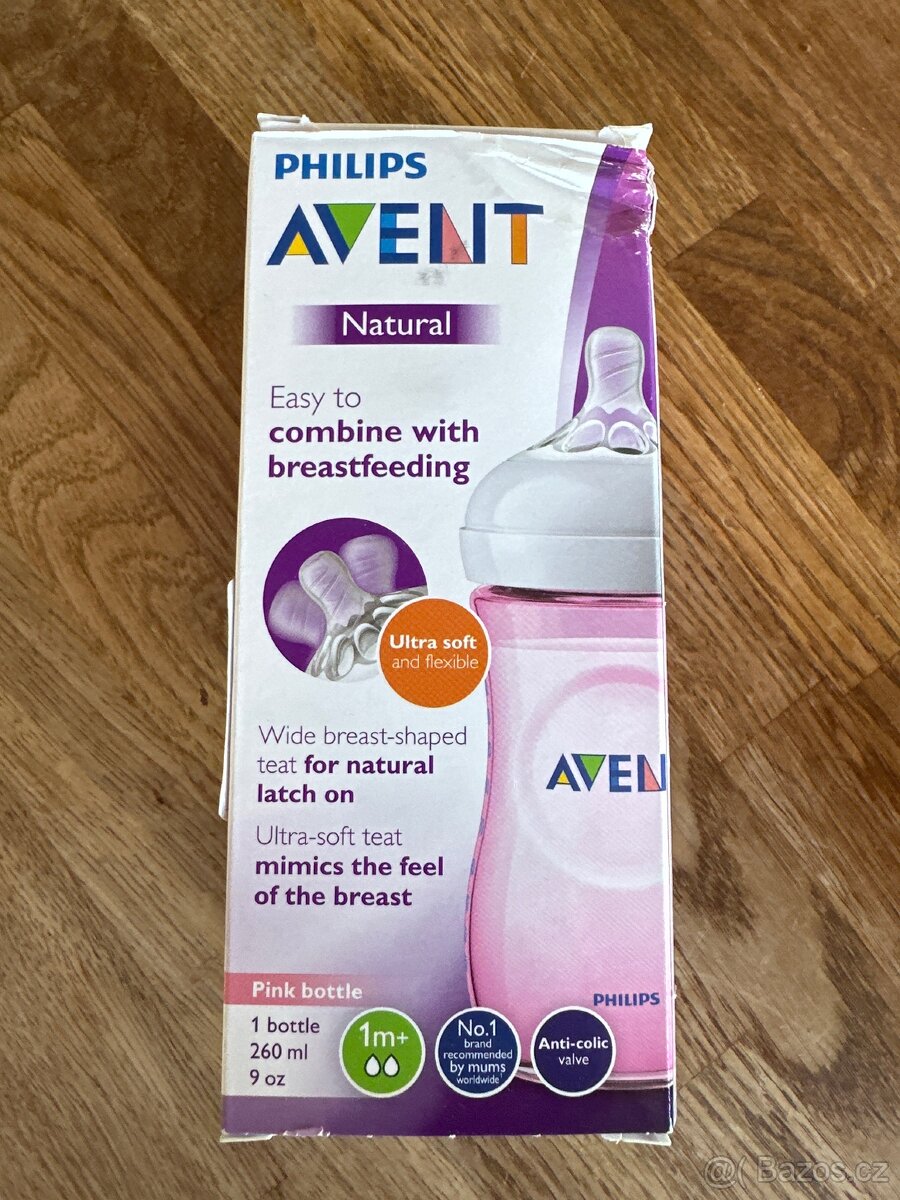 PHILIPS
AVENT
Natural
Easy to
combine with
breastfeeding
Ultra soft
and flexible
Wide breast-shaped
teat for natural
latch on
Ultra-soft teat
mimics the feel
of the breast
AVEN
PHILIPS
Pink bottle
1 bottle
260 ml
9 oz
1m+
No.1
brand
recommended
by mums
worldwide¹
Anti-colic
valve
@( Bazos.cz